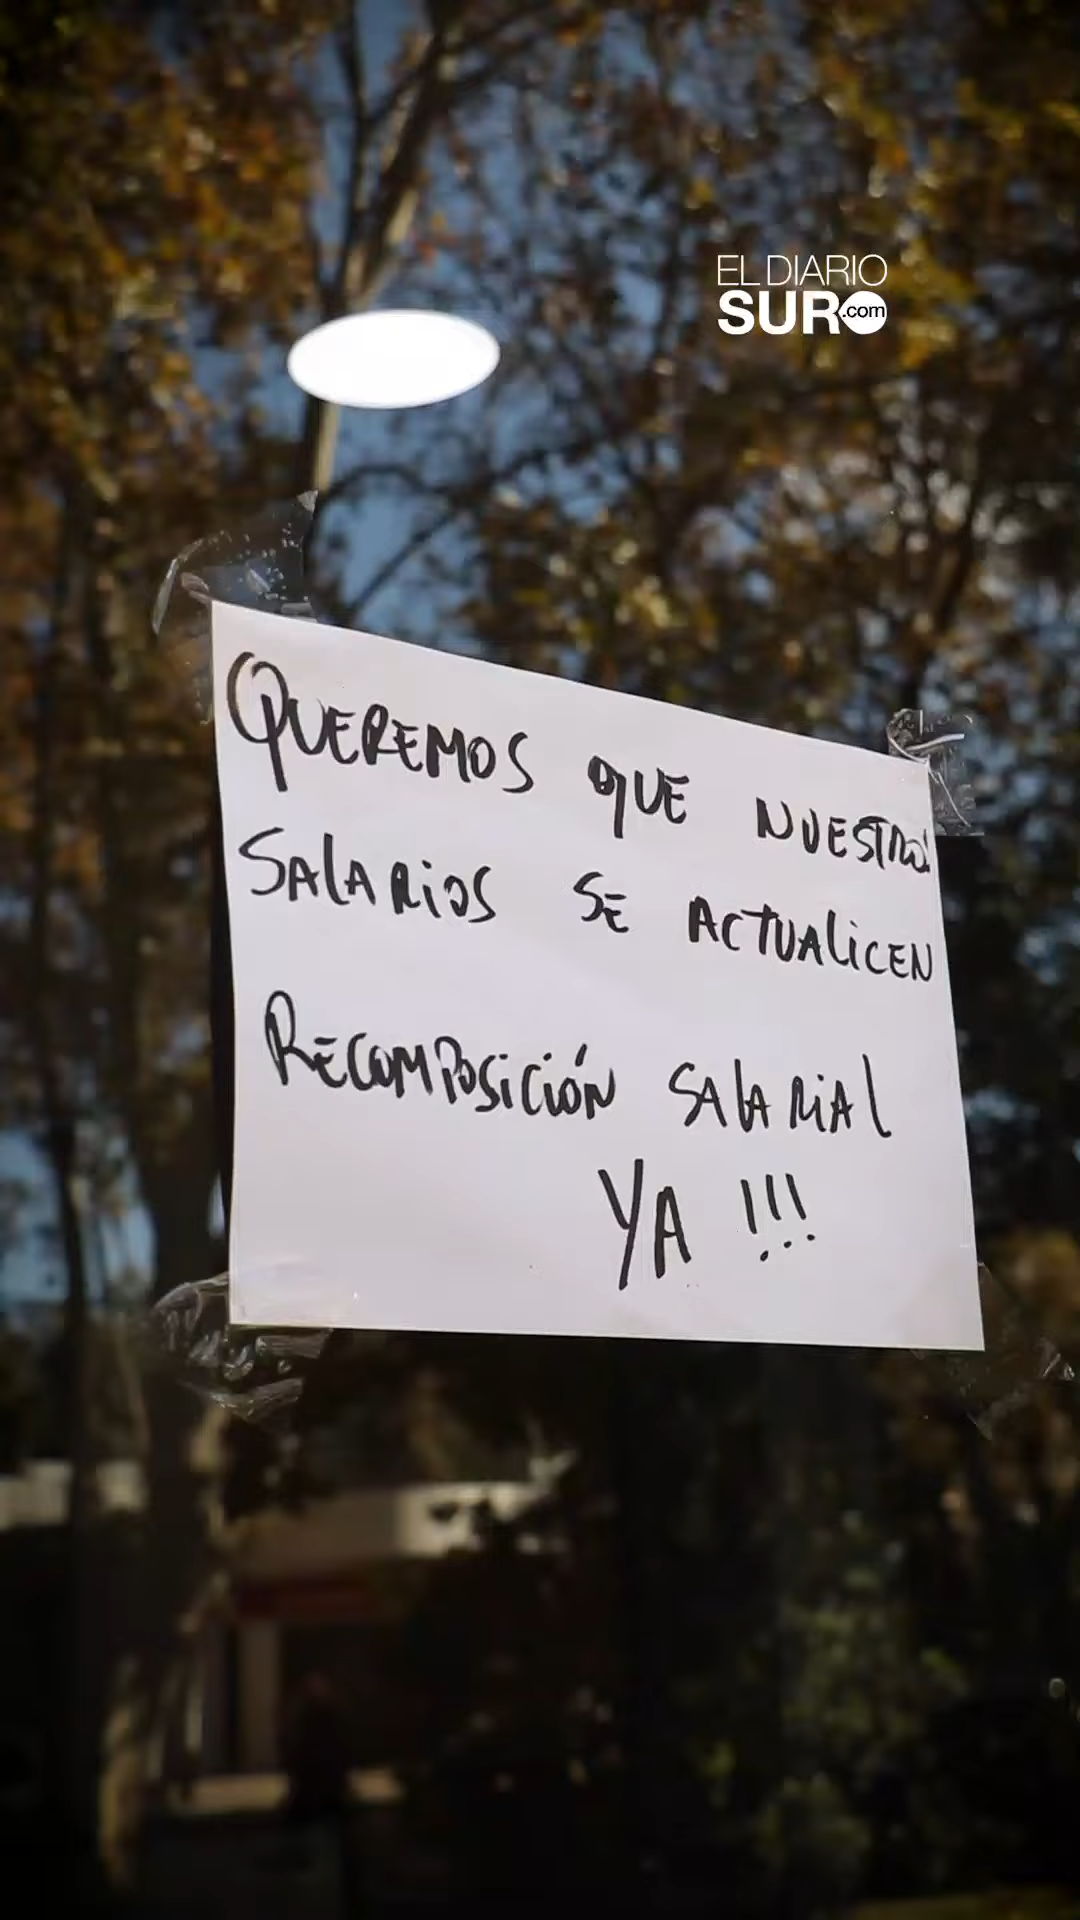 EL DIARIO
SUR.com
QUEREMOS QUE NUESTROS
SALARIOS SE ACTUALICEN
RECOMPOSICIÓN SALARIAL
YA !!!